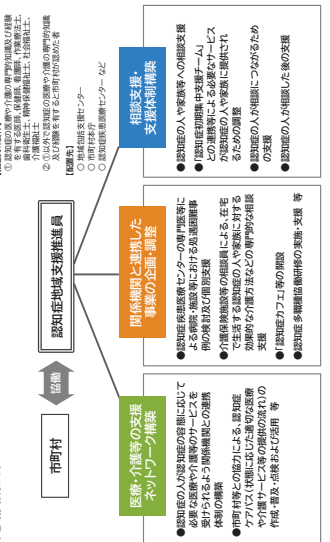 ① 認知症の医療や介護の専門的知識及び経験
を有する医師、保健師、看護師、作業療法士、
歯科衛生士、精神保健福祉士、社会福祉士、
介護福祉士
② ①以外で認知症の医療や介護の専門的知識
及び経験を有すると市町村が認めた者
【配置先】
○ 地域包括支援センター
○ 市町村本庁
○ 認知症疾患医療センター など
市町村
協働
認知症地域支援推進員
医療・介護等の支援
ネットワーク構築
●認知症の人が認知症の容態に応じて
必要な医療や介護等のサービスを
受けられるよう関係機関との連携
体制の構築
●市町村等との協力による、認知症
ケアパス(状態に応じた適切な医療
や介護サービス等の提供の流れ)の
作成・普及・点検および活用 等
関係機関と連携した
事業の企画・調整
●認知症疾患医療センターの専門医等に
よる病院・施設等における処遇困難事
例の検討及び個別支援
●介護保険施設等の相談員による、在宅
で生活する認知症の人や家族に対する
効果的な介護方法などの専門的な相談
支援
●「認知症カフェ」等の開設
●認知症多職種協働研修の実施・支援 等
相談支援・
支援体制構築
●認知症の人や家族等への相談支援
●「認知症初期集中支援チーム」
との連携等による必要なサービス
が認知症の人や家族に提供され
るための調整
●認知症の人が相談につながるため
の支援
●認知症の人が相談した後の支援